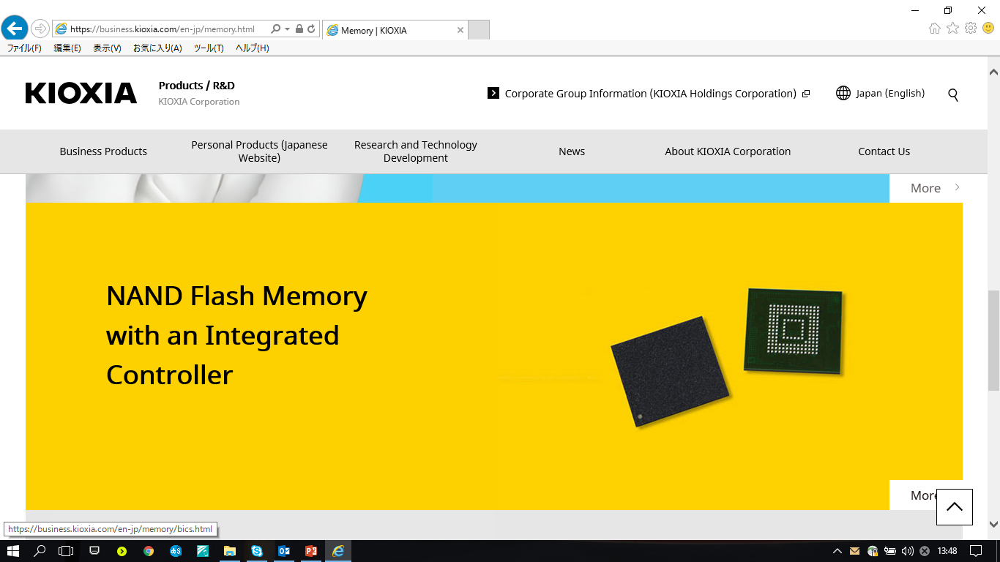 https://business.kioxia.com/en-jp/memory.html
Memory | KIOXIA
ファイル(F) 編集(E) 表示(V) お気に入り(A) ツール(T) ヘルプ(H)
KIOXIA
Products / R&D
KIOXIA Corporation
Corporate Group Information (KIOXIA Holdings Corporation)
Japan (English)
Business Products
Personal Products (Japanese
Website)
Research and Technology
Development
News
About KIOXIA Corporation
Contact Us
More
NAND Flash Memory
with an Integrated
Controller
More
https://business.kioxia.com/en-jp/memory/bics.html
13:48